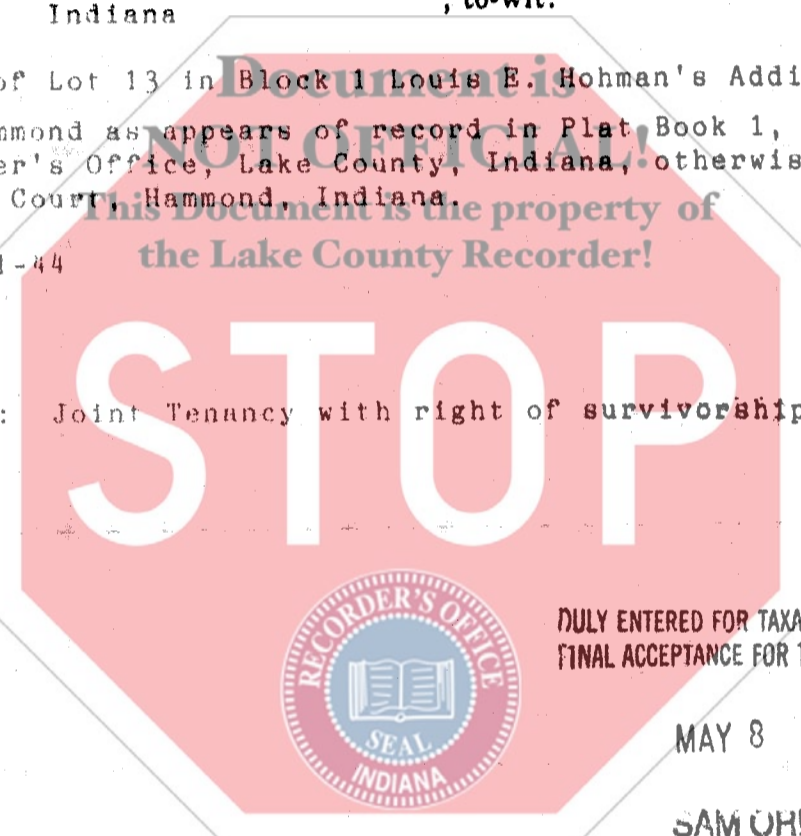 Indiana , to-wit:
of Lot 13 in Block 1 Louis E. Hohman's Addi
Document is
mmond as appears of record in Plat Book 1,
NOT OFFICIAL!
er's Office, Lake County, Indiana, otherwis
Court, Hammond, Indiana.
This Document is the property of
the Lake County Recorder!
-44
: Joint Tenancy with right of survivorship
STOP
RECORDER'S OFFICE
SEAL
INDIANA
DULY ENTERED FOR TAXA
FINAL ACCEPTANCE FOR T
MAY 8
SAM